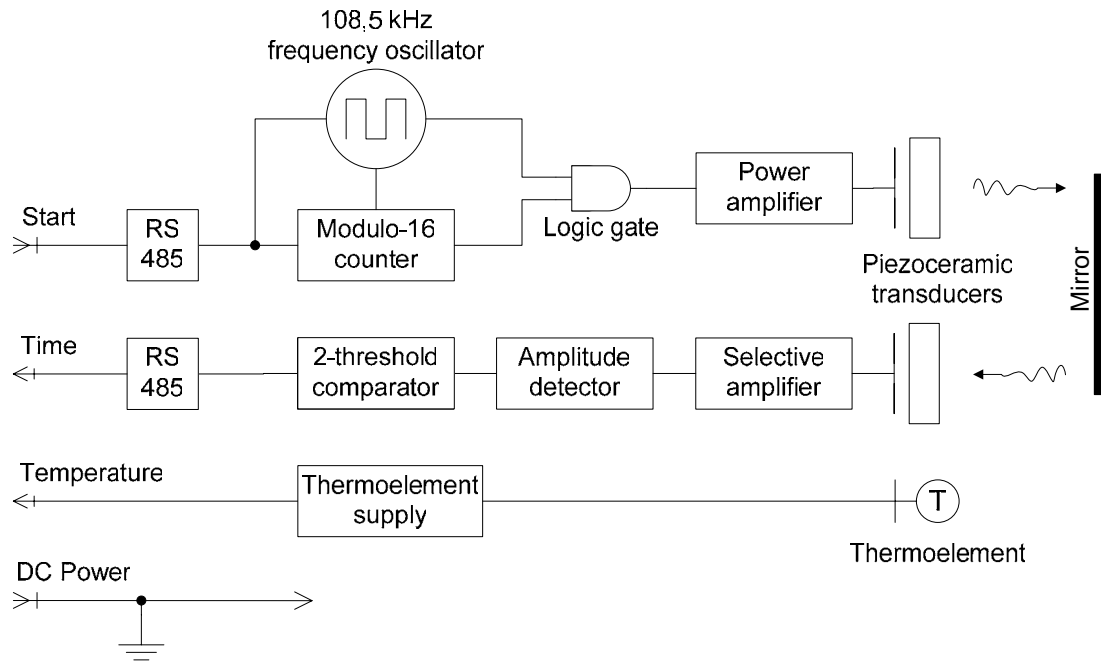 108,5 kHz
frequency oscillator
Start
RS
485
Modulo-16
counter
Logic gate
Power
amplifier
Piezoceramic
transducers
Mirror
Time
RS
485
2-threshold
comparator
Amplitude
detector
Selective
amplifier
Temperature
Thermoelement
supply
T
Thermoelement
DC Power